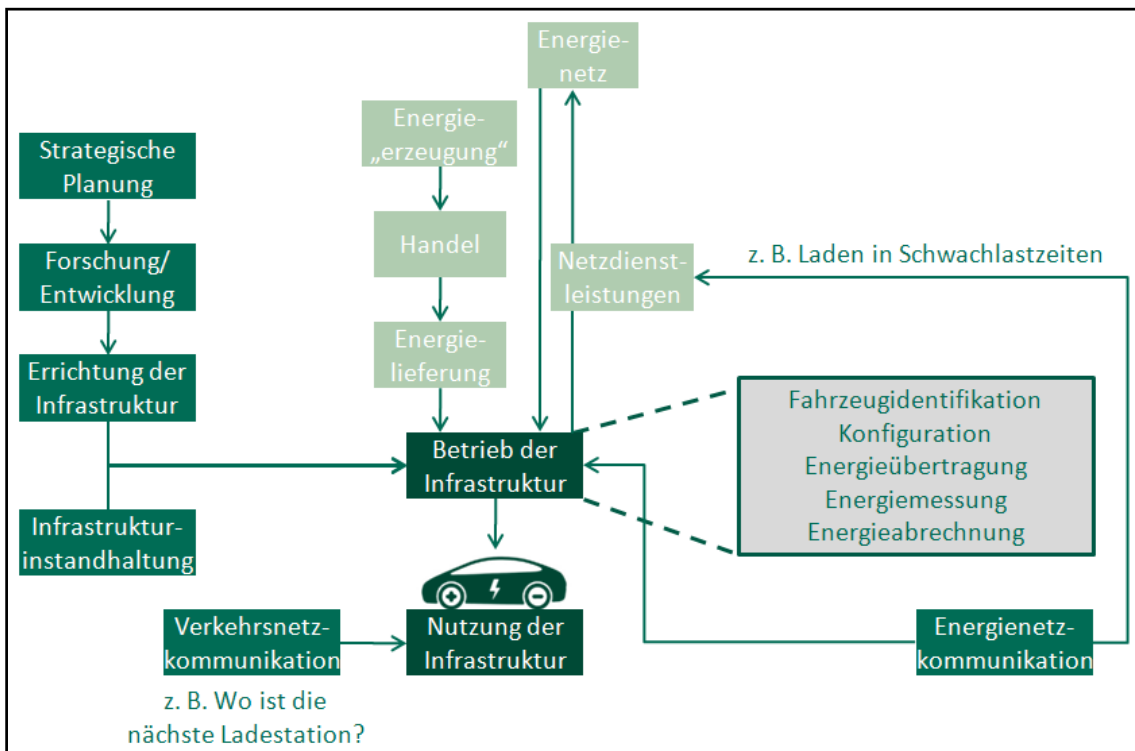 Energie-
netz
Energie-
„erzeugung“
Strategische
Planung
Handel
Netzdienst-
leistungen
z. B. Laden in Schwachlastzeiten
Forschung/
Entwicklung
Energie-
lieferung
Errichtung der
Infrastruktur
Fahrzeugidentifikation
Konfiguration
Energieübertragung
Energiemessung
Energieabrechnung
Betrieb der
Infrastruktur
Infrastruktur-
instandhaltung
Verkehrsnetz-
kommunikation
Nutzung der
Infrastruktur
Energienetz-
kommunikation
z. B. Wo ist die
nächste Ladestation?